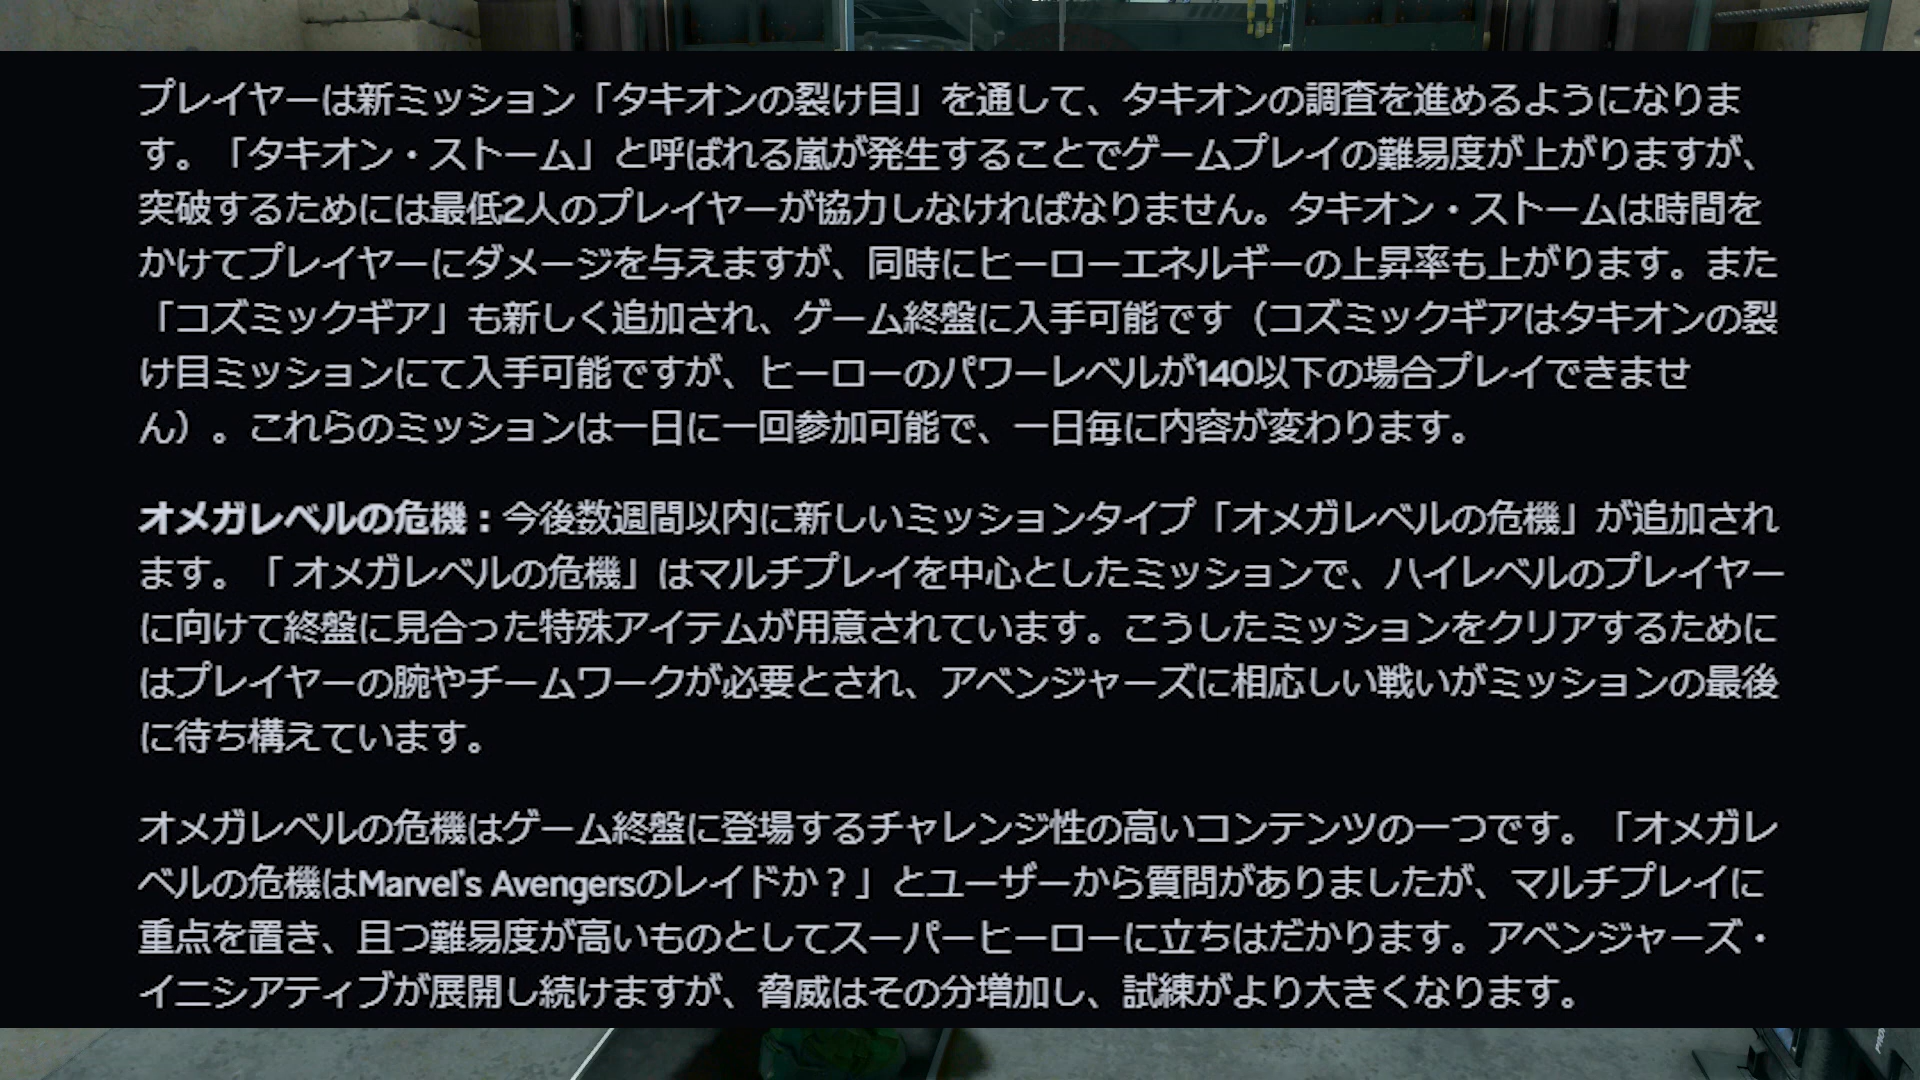 プレイヤーは新ミッション「タキオンの裂け目」を通して、タキオンの調査を進めるようになりま
す。「タキオン・ストーム」と呼ばれる嵐が発生することでゲームプレイの難易度が上がりますが、
突破するためには最低2人のプレイヤーが協力しなければなりません。タキオン・ストームは時間を
かけてプレイヤーにダメージを与えますが、同時にヒーローエネルギーの上昇率も上がります。また
「コズミックギア」も新しく追加され、ゲーム終盤に入手可能です（コズミックギアはタキオンの裂
け目ミッションにて入手可能ですが、ヒーローのパワーレベルが140以下の場合プレイできませ
ん）。これらのミッションは一日に一回参加可能で、一日毎に内容が変わります。
オメガレベルの危機：今後数週間以内に新しいミッションタイプ「オメガレベルの危機」が追加され
ます。「 オメガレベルの危機」はマルチプレイを中心としたミッションで、ハイレベルのプレイヤー
に向けて終盤に見合った特殊アイテムが用意されています。こうしたミッションをクリアするために
はプレイヤーの腕やチームワークが必要とされ、アベンジャーズに相応しい戦いがミッションの最後
に待ち構えています。
オメガレベルの危機はゲーム終盤に登場するチャレンジ性の高いコンテンツの一つです。「オメガレ
ベルの危機はMarvel's Avengersのレイドか？」とユーザーから質問がありましたが、マルチプレイに
重点を置き、且つ難易度が高いものとしてスーパーヒーローに立ちはだかります。アベンジャーズ・
イニシアティブが展開し続けますが、脅威はその分増加し、試練がより大きくなります。